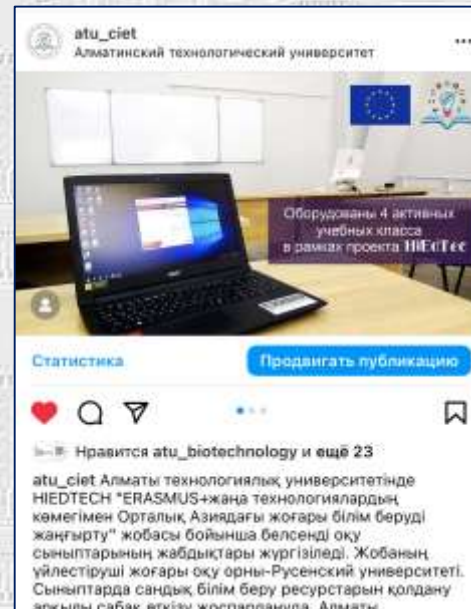 atu_ciet
Алматинский технологический университет
Оборудованы 4 активных
учебных класса
в рамках проекта HiEdTec
Статистика
Продвигать публикацию
Нравится atu_biotechnology и ещё 23
atu_ciet Алматы технологиялық университетінде
HIEDTECH "ERASMUS+жаңа технологиялардың
көмегімен Орталық Азиядағы жоғары білім беруді
жаңғырту" жобасы бойынша белсенді оқу
сыныптарының жабдықтары жүргізіледі. Жобаның
үйлестіруші жоғары оқу орны-Русенский университеті.
Сыныптарда сандық білім беру ресурстарын қолдану
арқылы сабақ өткізу жоспарлануда. Алматы